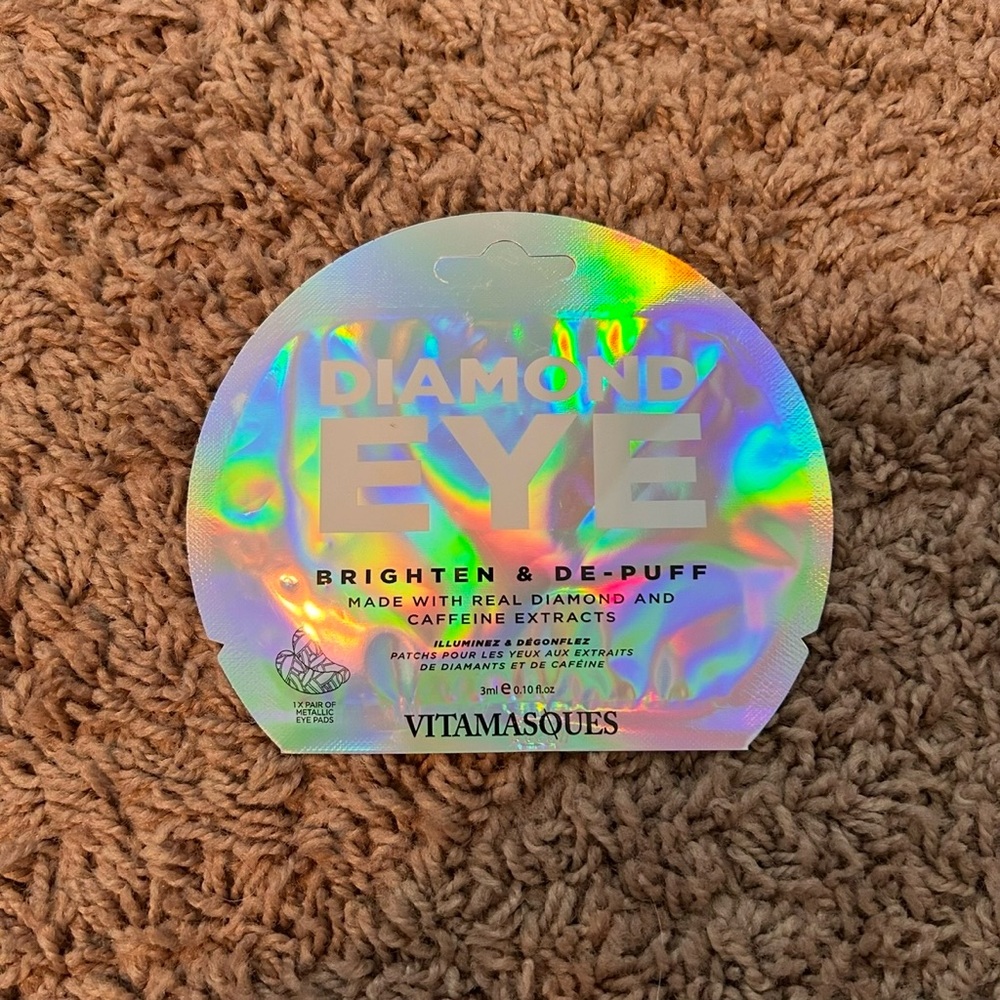 DIAMOND
EYE
BRIGHTEN & DE-PUFF
MADE WITH REAL DIAMOND AND
CAFFEINE EXTRACTS
ILLUMINEZ & DÉGONFLEZ
PATCHS POUR LES YEUX AUX EXTRAITS
DE DIAMANTS ET DE CAFÉINE
3ml e 0.10 fl.oz
1 X PAIR OF
METALLIC
EYE PADS
VITAMASQUES